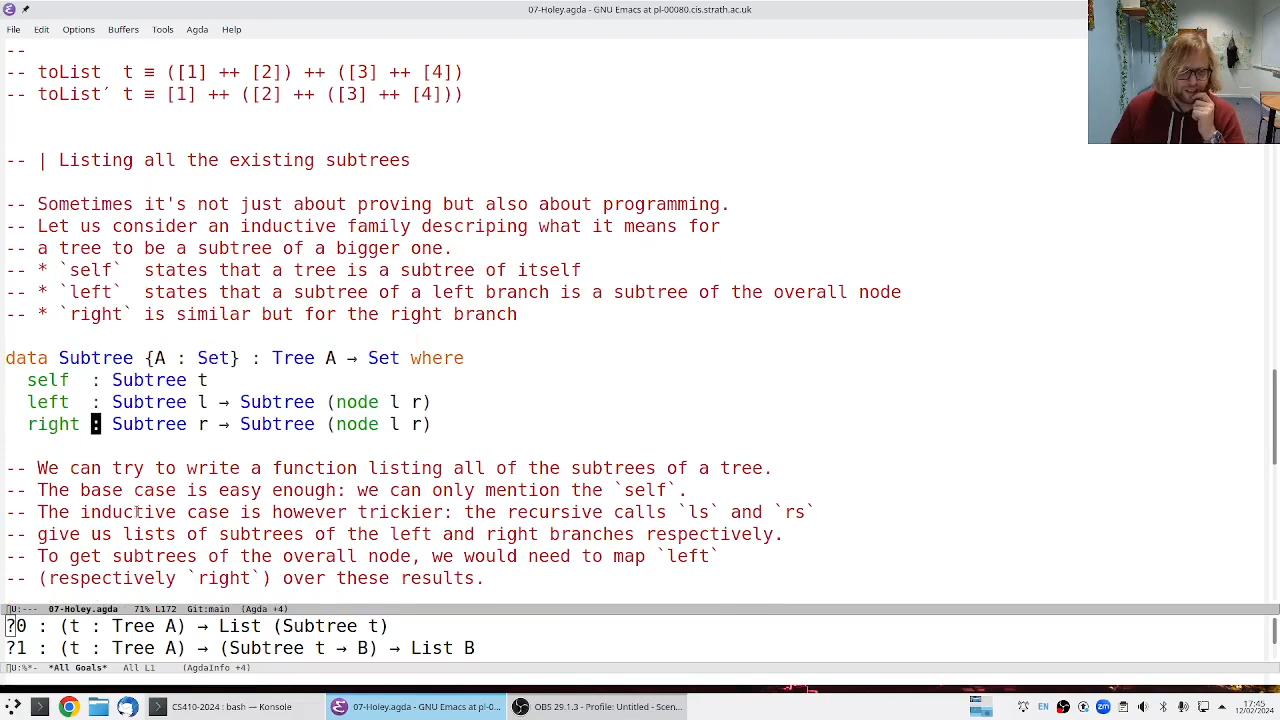 07-Holey.agda - GNU Emacs at pl-00080.cis.strath.ac.uk
File Edit Options Buffers Tools Agda Help
--
-- toList  t ≡ ([1] ++ [2]) ++ ([3] ++ [4])
-- toList′ t ≡ [1] ++ ([2] ++ ([3] ++ [4]))
-- | Listing all the existing subtrees
-- Sometimes it's not just about proving but also about programming.
-- Let us consider an inductive family descriping what it means for
-- a tree to be a subtree of a bigger one.
-- * `self`  states that a tree is a subtree of itself
-- * `left`  states that a subtree of a left branch is a subtree of the overall node
-- * `right` is similar but for the right branch
data Subtree {A : Set} : Tree A → Set where
  self  : Subtree t
  left  : Subtree l → Subtree (node l r)
  right : Subtree r → Subtree (node l r)
-- We can try to write a function listing all of the subtrees of a tree.
-- The base case is easy enough: we can only mention the `self`.
-- The inductive case is however trickier: the recursive calls `ls` and `rs`
-- give us lists of subtrees of the left and right branches respectively.
-- To get subtrees of the overall node, we would need to map `left`
-- (respectively `right`) over these results.
U:--- 07-Holey.agda 71% L172 Git:main (Agda +4)
?0 : (t : Tree A) → List (Subtree t)
?1 : (t : Tree A) → (Subtree t → B) → List B
U:%*- *All Goals* All L1 (AgdaInfo +4)
CS410-2024 : bash — Kons
07-Holey.agda - GNU Emacs at pl-0...
OBS 29.1.3 - Profile: Untitled - Scen...
EN
zm
17:45
12/02/2024